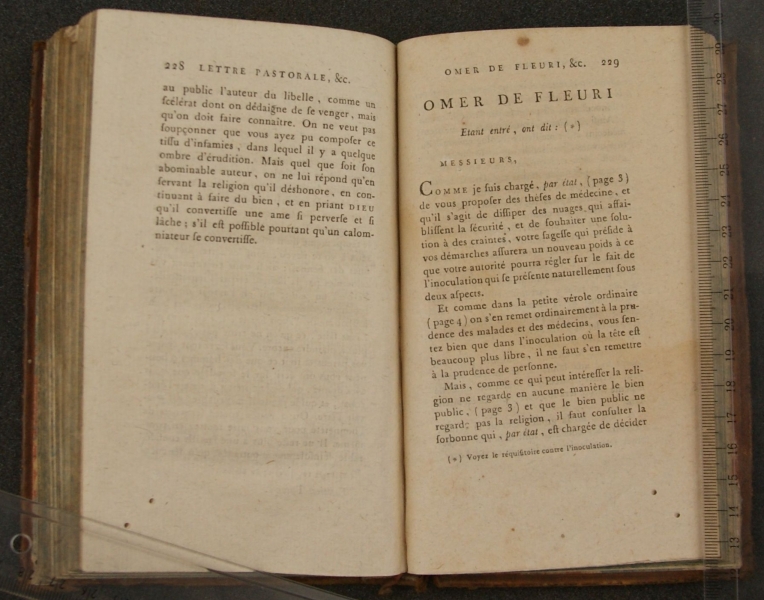 228 LETTRE PASTORALE, &c.
au public l'auteur du libelle, comme un
scélérat dont on dédaigne de se venger, mais
qu'on doit faire connaître. On ne veut pas
soupçonner que vous ayez pu composer ce
tissu d'infamies, dans lequel il y a quelque
ombre d'érudition. Mais quel que soit son
abominable auteur, on ne lui répond qu'en
servant la religion qu'il déshonore, en con-
tinuant à faire du bien, et en priant DIEU
qu'il convertisse une ame si perverse et si
lâche; s'il est possible pourtant qu'un calom-
niateur se convertisse.
OMER DE FLEURI, &c. 229
OMER DE FLEURI
Etant entré, ont dit: (*)
MESSIEURS,
COMME je suis chargé, par état, (page 3)
de vous proposer des thèses de médecine, et
qu'il s'agit de dissiper des nuages qui affai-
blissent la sécurité, et de souhaiter une solu-
tion à des craintes, votre sagesse qui préside à
vos démarches assurera un nouveau poids à ce
que votre autorité pourra régler sur le fait de
l'inoculation qui se présente naturellement sous
deux aspects.
Et comme dans la petite vérole ordinaire
(page 4) on s'en remet ordinairement à la pru-
dence des malades et des médecins, vous sen-
tez bien que dans l'inoculation où la tête est
beaucoup plus libre, il ne faut s'en remettre
à la prudence de personne.
Mais, comme ce qui peut intéresser la reli-
gion ne regarde en aucune manière le bien
public, (page 3) et que le bien public ne
regarde pas la religion, il faut consulter la
sorbonne qui, par état, est chargée de décider
(*) Voyez le réquisitoire contre l'inoculation.